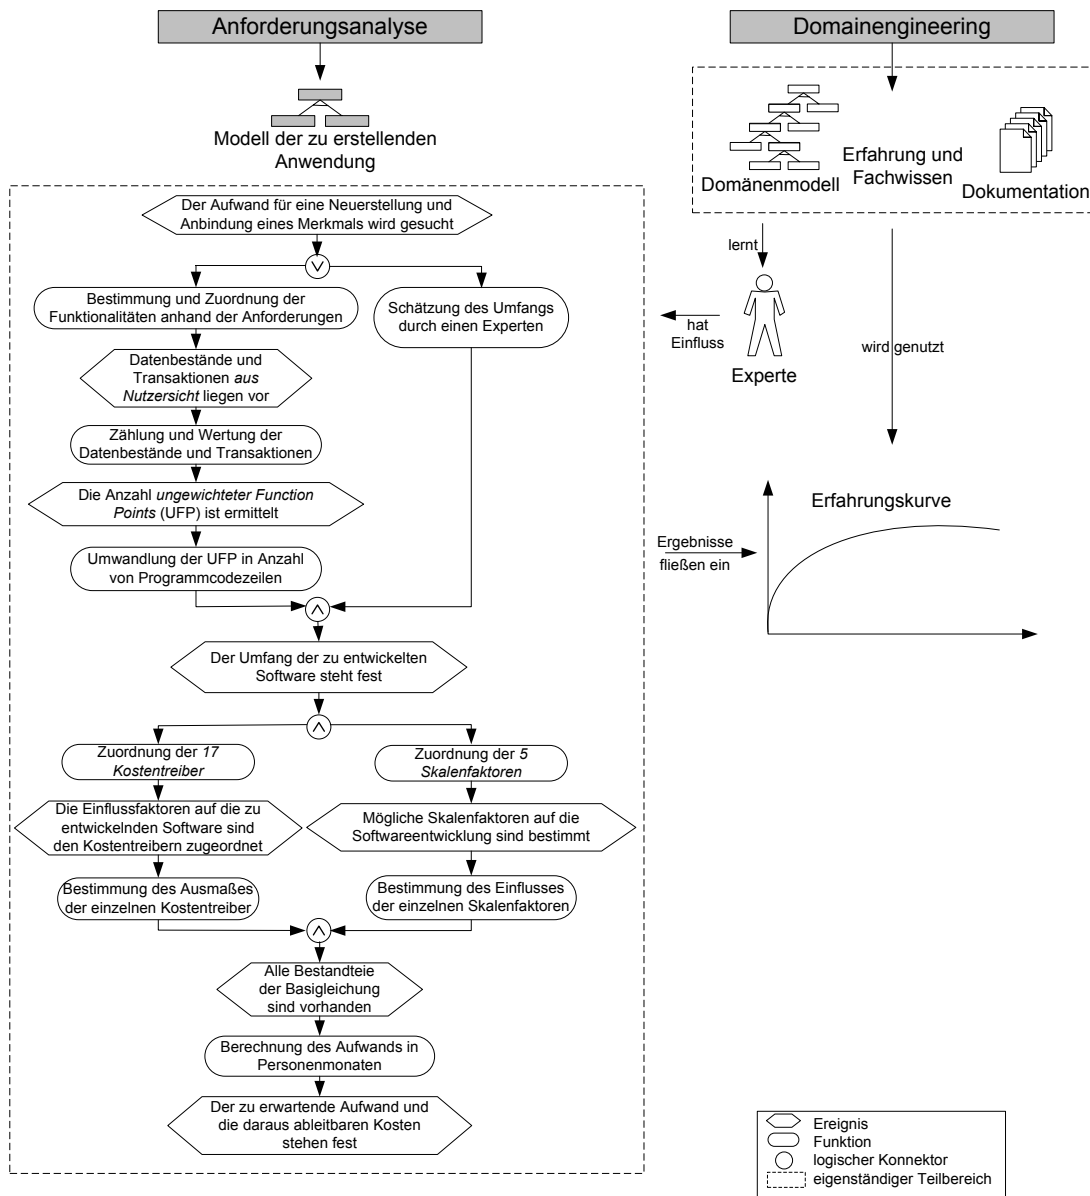 Anforderungsanalyse
Modell der zu erstellenden
Anwendung
Der Aufwand für eine Neuerstellung und
Anbindung eines Merkmals wird gesucht
Bestimmung und Zuordnung der
Funktionalitäten anhand der Anforderungen
Schätzung des Umfangs
durch einen Experten
Datenbestände und
Transaktionen aus
Nutzersicht liegen vor
Zählung und Wertung der
Datenbestände und Transaktionen
Die Anzahl ungewichteter Function
Points (UFP) ist ermittelt
Umwandlung der UFP in Anzahl
von Programmcodezeilen
Der Umfang der zu entwickelten
Software steht fest
Zuordnung der 17
Kostentreiber
Zuordnung der 5
Skalenfaktoren
Die Einflussfaktoren auf die zu
entwickelnden Software sind
den Kostentreibern zugeordnet
Mögliche Skalenfaktoren auf die
Softwareentwicklung sind bestimmt
Bestimmung des Ausmaßes
der einzelnen Kostentreiber
Bestimmung des Einflusses
der einzelnen Skalenfaktoren
Alle Bestandteie
der Basigleichung
sind vorhanden
Berechnung des Aufwands in
Personenmonaten
Der zu erwartende Aufwand und
die daraus ableitbaren Kosten
stehen fest
Domainengineering
Domänenmodell
Erfahrung und
Fachwissen
Dokumentation
lernt
hat
Einfluss
Experte
wird genutzt
Erfahrungskurve
Ergebnisse
fließen ein
Ereignis
Funktion
logischer Konnektor
eigenständiger Teilbereich